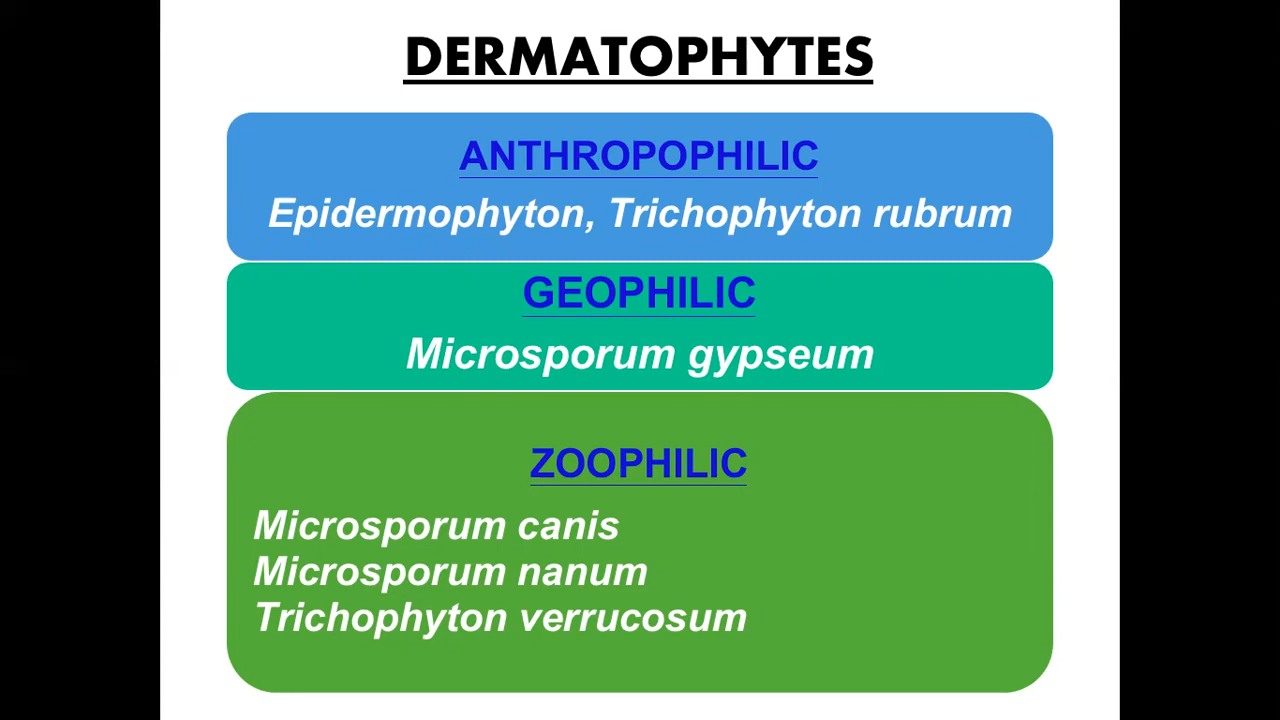 DERMATOPHYTES
ANTHROPOPHILIC
Epidermophyton, Trichophyton rubrum
GEOPHILIC
Microsporum gypseum
ZOOPHILIC
Microsporum canis
Microsporum nanum
Trichophyton verrucosum